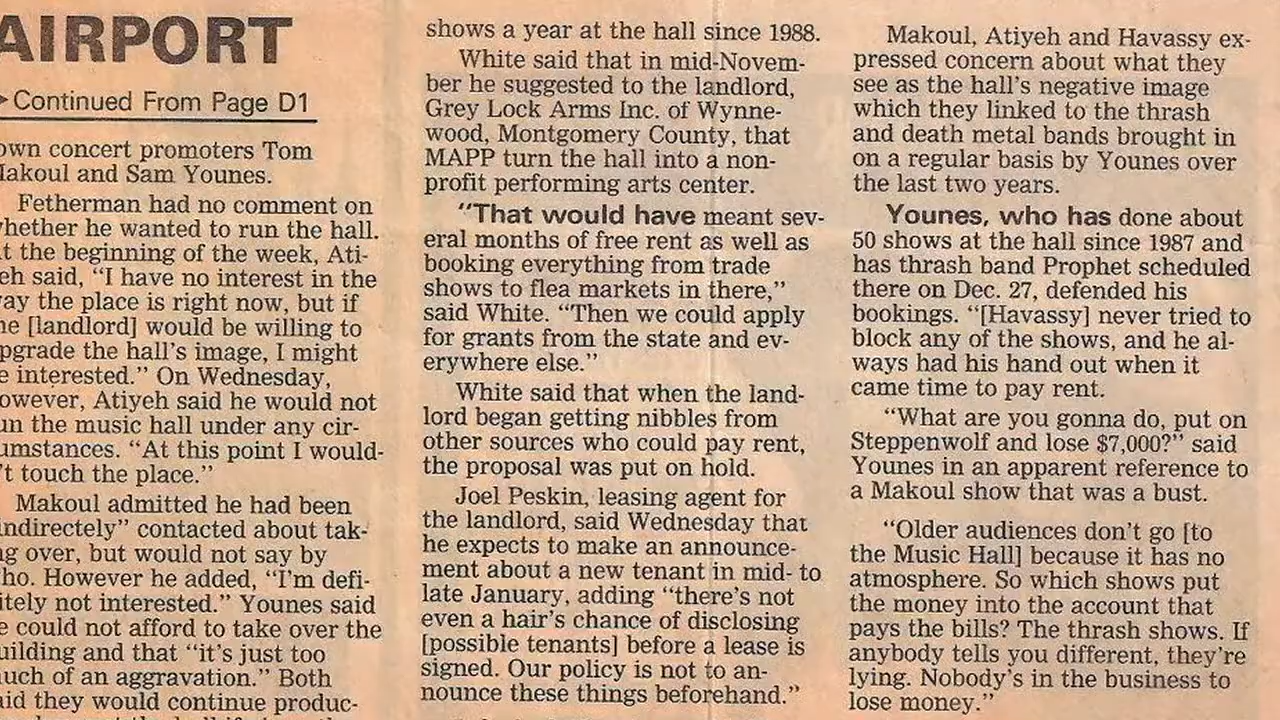 AIRPORT
Continued From Page D1
own concert promoters Tom
Makoul and Sam Younes.
Fetherman had no comment on
whether he wanted to run the hall.
At the beginning of the week, Ati-
yeh said, “I have no interest in the
way the place is right now, but if
he [landlord] would be willing to
upgrade the hall’s image, I might
be interested.” On Wednesday,
however, Atiyeh said he would not
run the music hall under any cir-
cumstances. “At this point I would-
n’t touch the place.”
Makoul admitted he had been
indirectely” contacted about tak-
ing over, but would not say by
who. However he added, “I’m defi-
nitely not interested.” Younes said
he could not afford to take over the
building and that “it’s just too
much of an aggravation.” Both
said they would continue produc-
shows a year at the hall since 1988.
White said that in mid-Novem-
ber he suggested to the landlord,
Grey Lock Arms Inc. of Wynne-
wood, Montgomery County, that
MAPP turn the hall into a non-
profit performing arts center.
“That would have meant sev-
eral months of free rent as well as
booking everything from trade
shows to flea markets in there,”
said White. “Then we could apply
for grants from the state and ev-
erywhere else.”
White said that when the land-
lord began getting nibbles from
other sources who could pay rent,
the proposal was put on hold.
Joel Peskin, leasing agent for
the landlord, said Wednesday that
he expects to make an announce-
ment about a new tenant in mid- to
late January, adding “there’s not
even a hair’s chance of disclosing
[possible tenants] before a lease is
signed. Our policy is not to an-
nounce these things beforehand.”
Makoul, Atiyeh and Havassy ex-
pressed concern about what they
see as the hall’s negative image
which they linked to the thrash
and death metal bands brought in
on a regular basis by Younes over
the last two years.
Younes, who has done about
50 shows at the hall since 1987 and
has thrash band Prophet scheduled
there on Dec. 27, defended his
bookings. “[Havassy] never tried to
block any of the shows, and he al-
ways had his hand out when it
came time to pay rent.
“What are you gonna do, put on
Steppenwolf and lose $7,000?” said
Younes in an apparent reference to
a Makoul show that was a bust.
“Older audiences don’t go [to
the Music Hall] because it has no
atmosphere. So which shows put
the money into the account that
pays the bills? The thrash shows. If
anybody tells you different, they’re
lying. Nobody’s in the business to
lose money.”